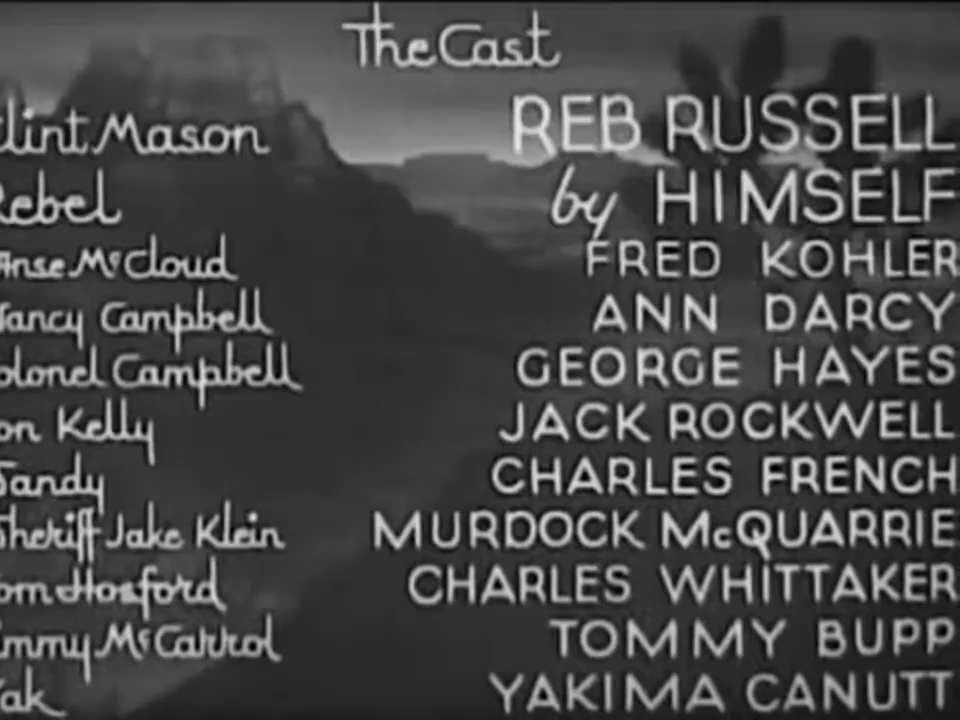 The Cast
lint Mason REB RUSSELL
Rebel by HIMSELF
Anse McCloud FRED KOHLER
Nancy Campbell ANN DARCY
olonel Campbell GEORGE HAYES
on Kelly JACK ROCKWELL
Sandy CHARLES FRENCH
Sheriff Jake Klein MURDOCK McQUARRIE
om Hosford CHARLES WHITTAKER
immy McCarrol TOMMY BUPP
Yak YAKIMA CANUTT